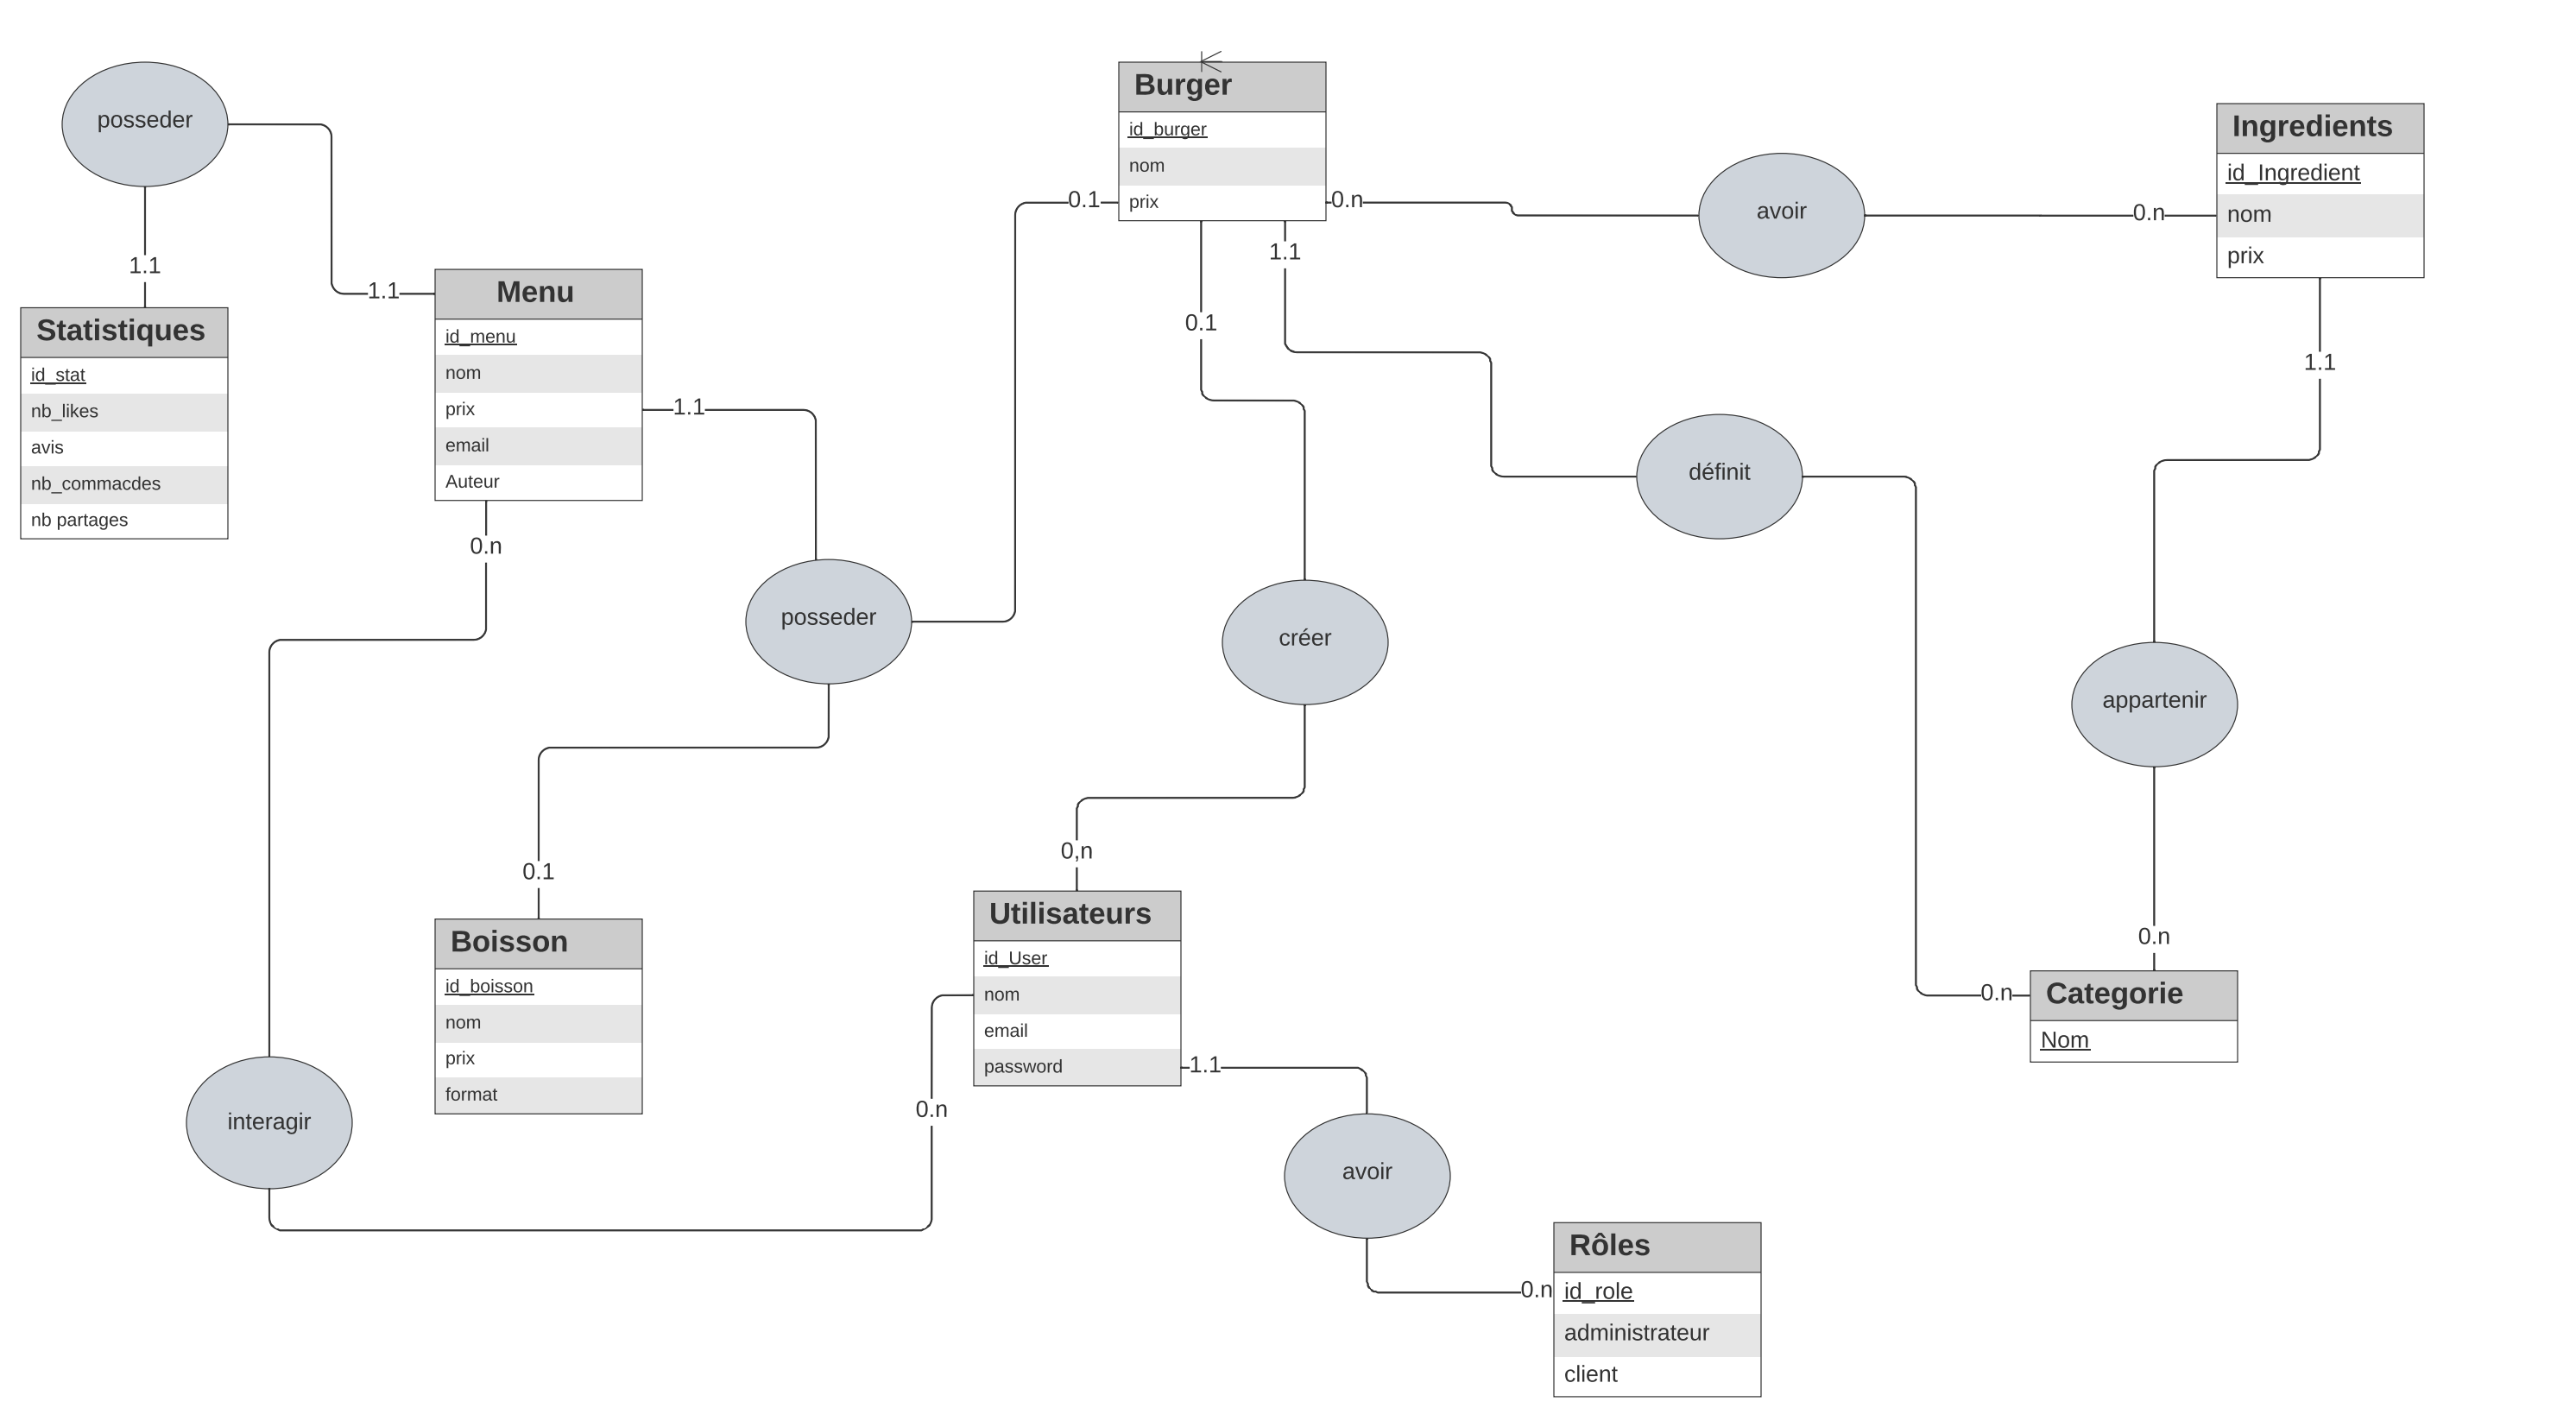 posseder
1.1
1.1
Statistiques
id_stat
nb_likes
avis
nb_commacdes
nb partages
Menu
id_menu
nom
prix
email
Auteur
1.1
0.n
posseder
0.1
0.1
Burger
id_burger
nom
prix
0.n
avoir
0.n
Ingredients
id_Ingredient
nom
prix
0.1
1.1
définit
1.1
créer
appartenir
0,n
0.n
0.n
Boisson
id_boisson
nom
prix
format
Utilisateurs
id_User
nom
email
password
1.1
Categorie
Nom
interagir
0.n
avoir
0.n
Rôles
id_role
administrateur
client